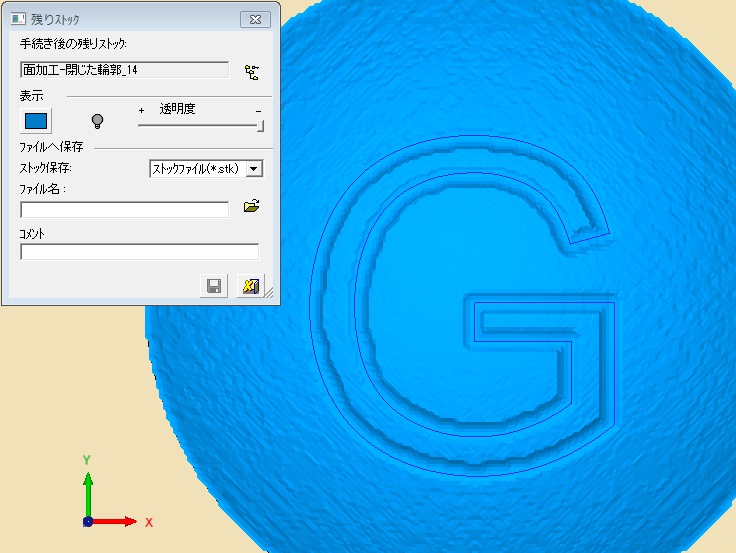 残りストック
手続き後の残りストック:
面加工-閉じた輪郭_14
表示
+ 透明度 -
ファイルへ保存
ストック保存:
ストックファイル(*.stk)
ファイル名:
コメント
G
Y
X